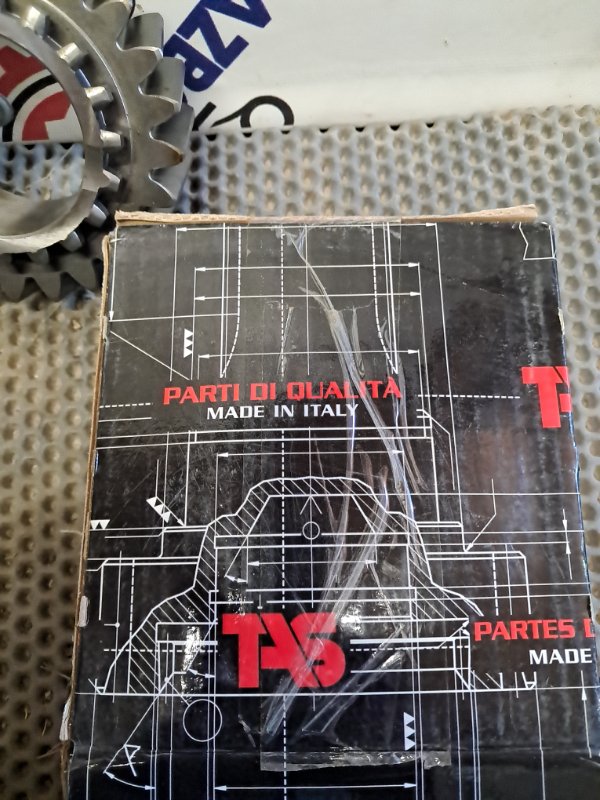 PARTI DI QUALITÀ
MADE IN ITALY
TAS
PARTES
MADE